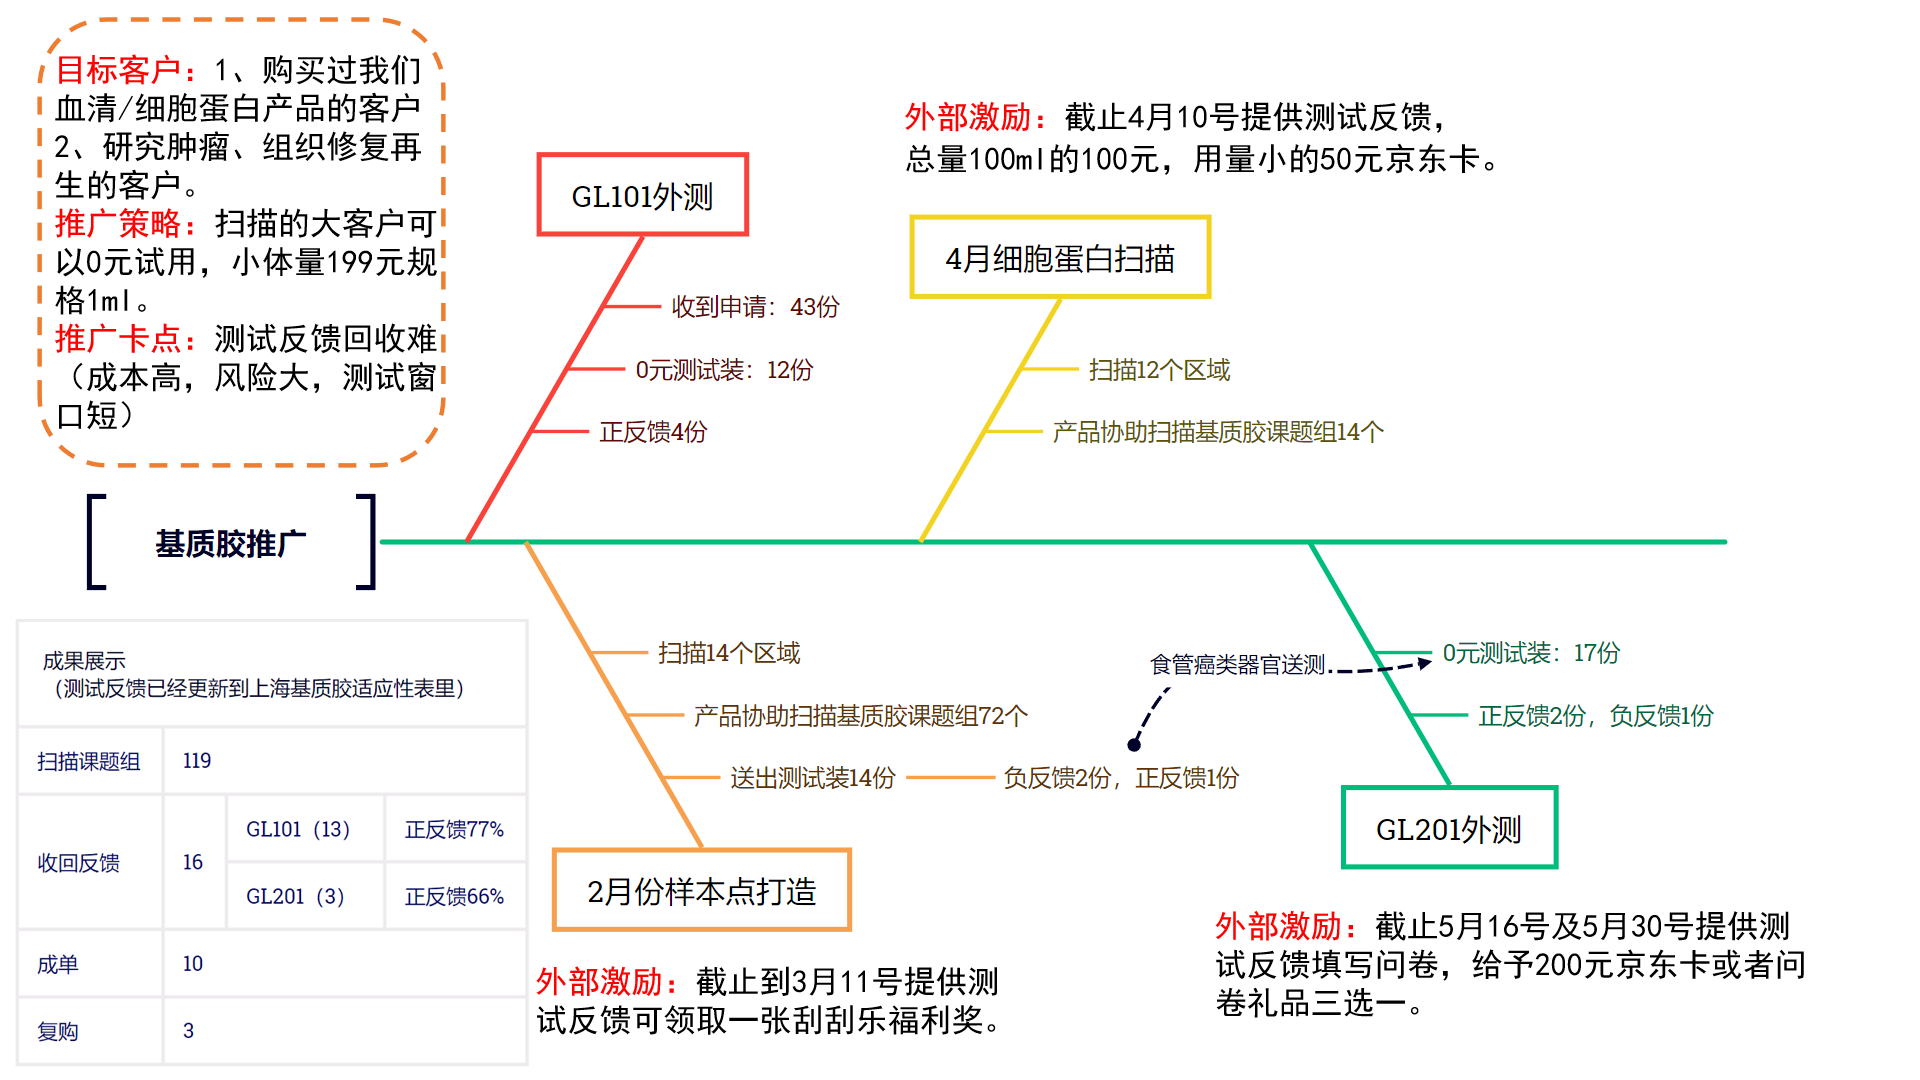 目标客户：1、购买过我们
血清/细胞蛋白产品的客户
2、研究肿瘤、组织修复再
生的客户。
推广策略：扫描的大客户可
以0元试用，小体量199元规
格1ml。
推广卡点：测试反馈回收难
（成本高，风险大，测试窗
口短）
GL101外测
收到申请：43份
0元测试装：12份
正反馈4份
外部激励：截止4月10号提供测试反馈，
总量100ml的100元，用量小的50元京东卡。
4月细胞蛋白扫描
扫描12个区域
产品协助扫描基质胶课题组14个
基质胶推广
扫描14个区域
产品协助扫描基质胶课题组72个
送出测试装14份
负反馈2份，正反馈1份
2月份样本点打造
外部激励：截止到3月11号提供测
试反馈可领取一张刮刮乐福利奖。
食管癌类器官送测
0元测试装：17份
正反馈2份，负反馈1份
GL201外测
外部激励：截止5月16号及5月30号提供测
试反馈填写问卷，给予200元京东卡或者问
卷礼品三选一。
成果展示
（测试反馈已经更新到上海基质胶适应性表里）
扫描课题组 119
收回反馈 16
GL101（13） 正反馈77%
GL201（3） 正反馈66%
成单 10
复购 3